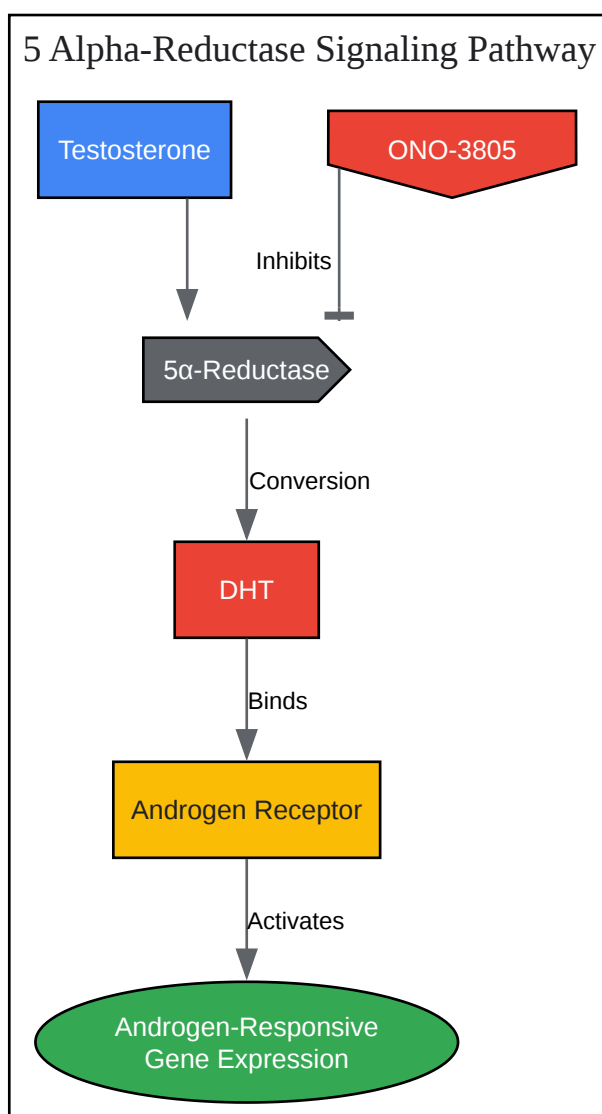 5 Alpha-Reductase Signaling Pathway
Testosterone
ONO-3805
Inhibits
5α-Reductase
Conversion
DHT
Binds
Androgen Receptor
Activates
Androgen-Responsive
Gene Expression